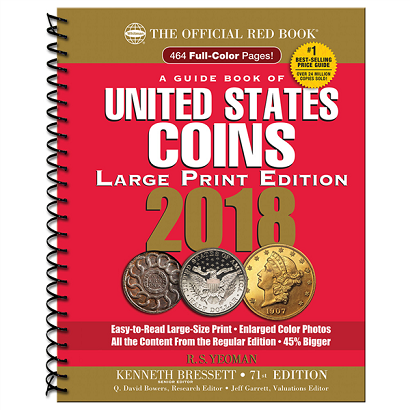 THE OFFICIAL RED BOOK®
464 Full-Color Pages!
#1
BEST-SELLING
PRICE GUIDE
OVER 24 MILLION
COPIES SOLD!
A GUIDE BOOK OF
UNITED STATES
COINS
LARGE PRINT EDITION
2018
HALF DOLLAR
1907
Easy-to-Read Large-Size Print • Enlarged Color Photos
All the Content From the Regular Edition • 45% Bigger
R. S. YEOMAN
KENNETH BRESSETT • 71st EDITION
SENIOR EDITOR
Q. David Bowers, Research Editor • Jeff Garrett, Valuations Editor